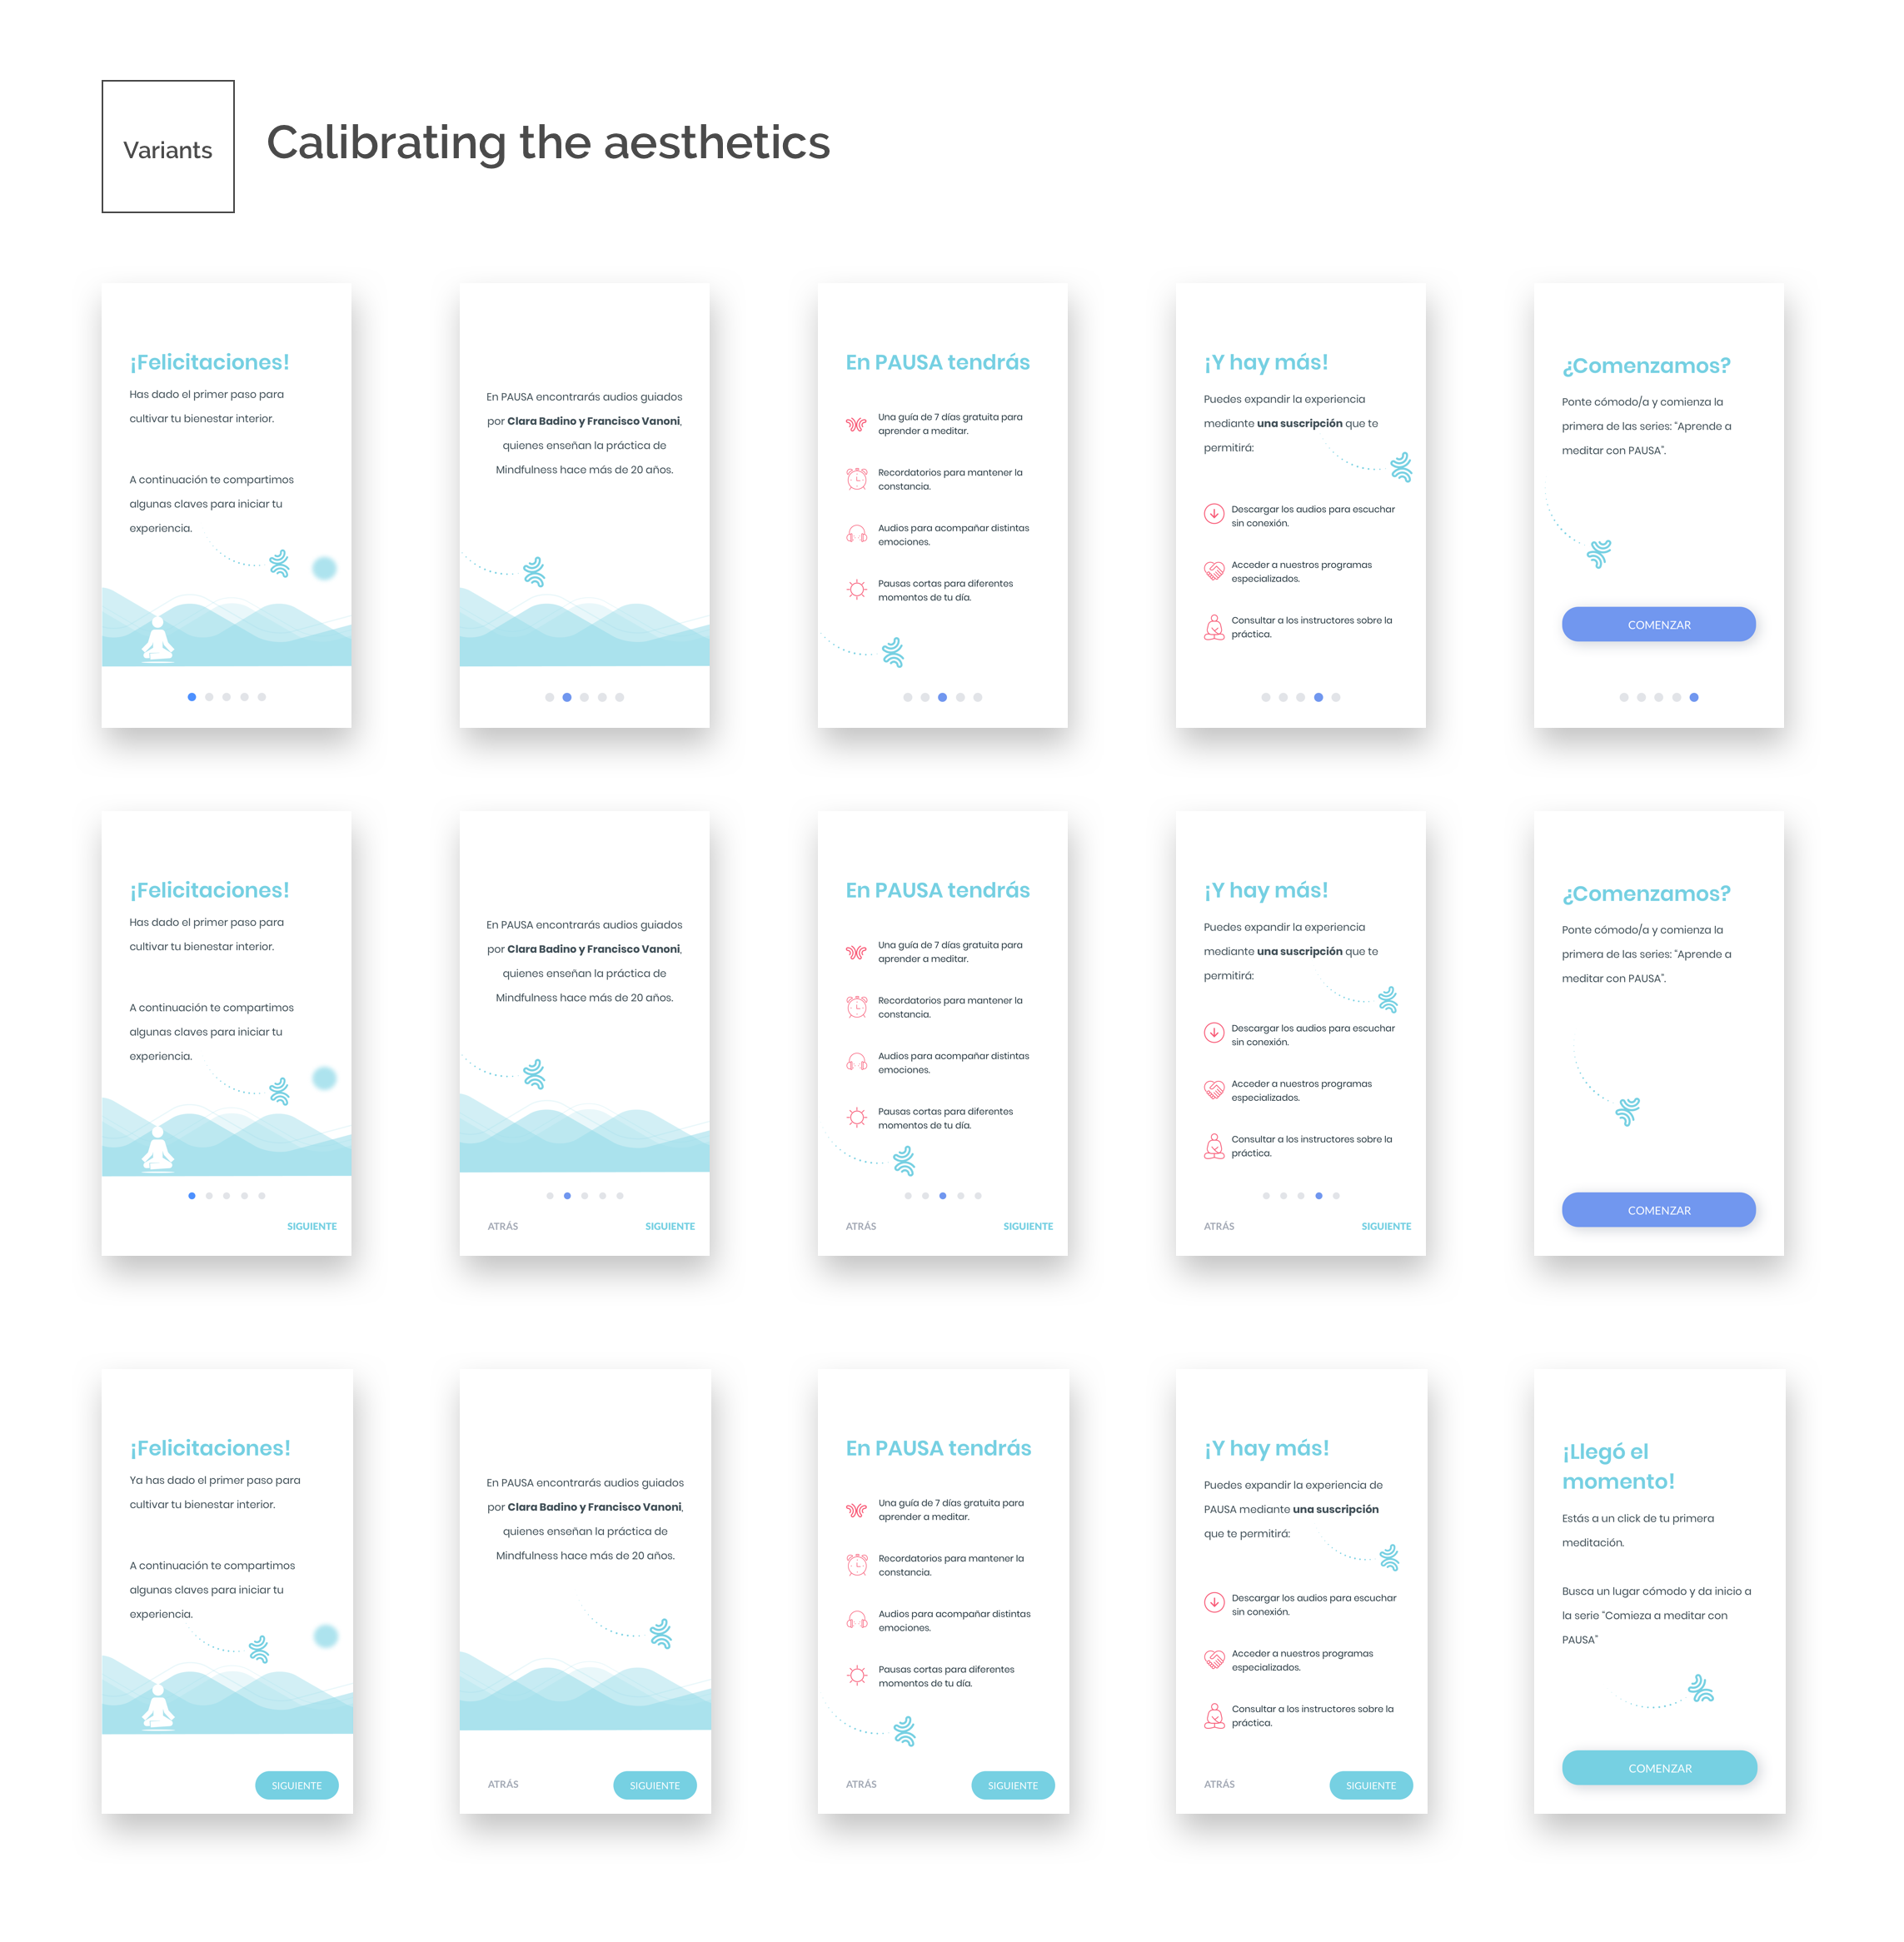 Variants
Calibrating the aesthetics
¡Felicitaciones!
Has dado el primer paso para
cultivar tu bienestar interior.
A continuación te compartimos
algunas claves para iniciar tu
experiencia.
En PAUSA encontrarás audios guiados
por Clara Badino y Francisco Vanoni,
quienes enseñan la práctica de
Mindfulness hace más de 20 años.
En PAUSA tendrás
Una guía de 7 días gratuita para
aprender a meditar.
Recordatorios para mantener la
constancia.
Audios para acompañar distintas
emociones.
Pausas cortas para diferentes
momentos de tu día.
¡Y hay más!
Puedes expandir la experiencia
mediante una suscripción que te
permitirá:
Descargar los audios para escuchar
sin conexión.
Acceder a nuestros programas
especializados.
Consultar a los instructores sobre la
práctica.
¿Comenzamos?
Ponte cómodo/a y comienza la
primera de las series: "Aprende a
meditar con PAUSA".
COMENZAR
¡Felicitaciones!
Has dado el primer paso para
cultivar tu bienestar interior.
A continuación te compartimos
algunas claves para iniciar tu
experiencia.
SIGUIENTE
En PAUSA encontrarás audios guiados
por Clara Badino y Francisco Vanoni,
quienes enseñan la práctica de
Mindfulness hace más de 20 años.
ATRÁS
SIGUIENTE
En PAUSA tendrás
Una guía de 7 días gratuita para
aprender a meditar.
Recordatorios para mantener la
constancia.
Audios para acompañar distintas
emociones.
Pausas cortas para diferentes
momentos de tu día.
ATRÁS
SIGUIENTE
¡Y hay más!
Puedes expandir la experiencia
mediante una suscripción que te
permitirá:
Descargar los audios para escuchar
sin conexión.
Acceder a nuestros programas
especializados.
Consultar a los instructores sobre la
práctica.
ATRÁS
SIGUIENTE
¿Comenzamos?
Ponte cómodo/a y comienza la
primera de las series: "Aprende a
meditar con PAUSA".
COMENZAR
¡Felicitaciones!
Ya has dado el primer paso para
cultivar tu bienestar interior.
A continuación te compartimos
algunas claves para iniciar tu
experiencia.
SIGUIENTE
En PAUSA encontrarás audios guiados
por Clara Badino y Francisco Vanoni,
quienes enseñan la práctica de
Mindfulness hace más de 20 años.
ATRÁS
SIGUIENTE
En PAUSA tendrás
Una guía de 7 días gratuita para
aprender a meditar.
Recordatorios para mantener la
constancia.
Audios para acompañar distintas
emociones.
Pausas cortas para diferentes
momentos de tu día.
ATRÁS
SIGUIENTE
¡Y hay más!
Puedes expandir la experiencia de
PAUSA mediante una suscripción
que te permitirá:
Descargar los audios para escuchar
sin conexión.
Acceder a nuestros programas
especializados.
Consultar a los instructores sobre la
práctica.
ATRÁS
SIGUIENTE
¡Llegó el
momento!
Estás a un click de tu primera
meditación.
Busca un lugar cómodo y da inicio a
la serie "Comieza a meditar con
PAUSA"
COMENZAR